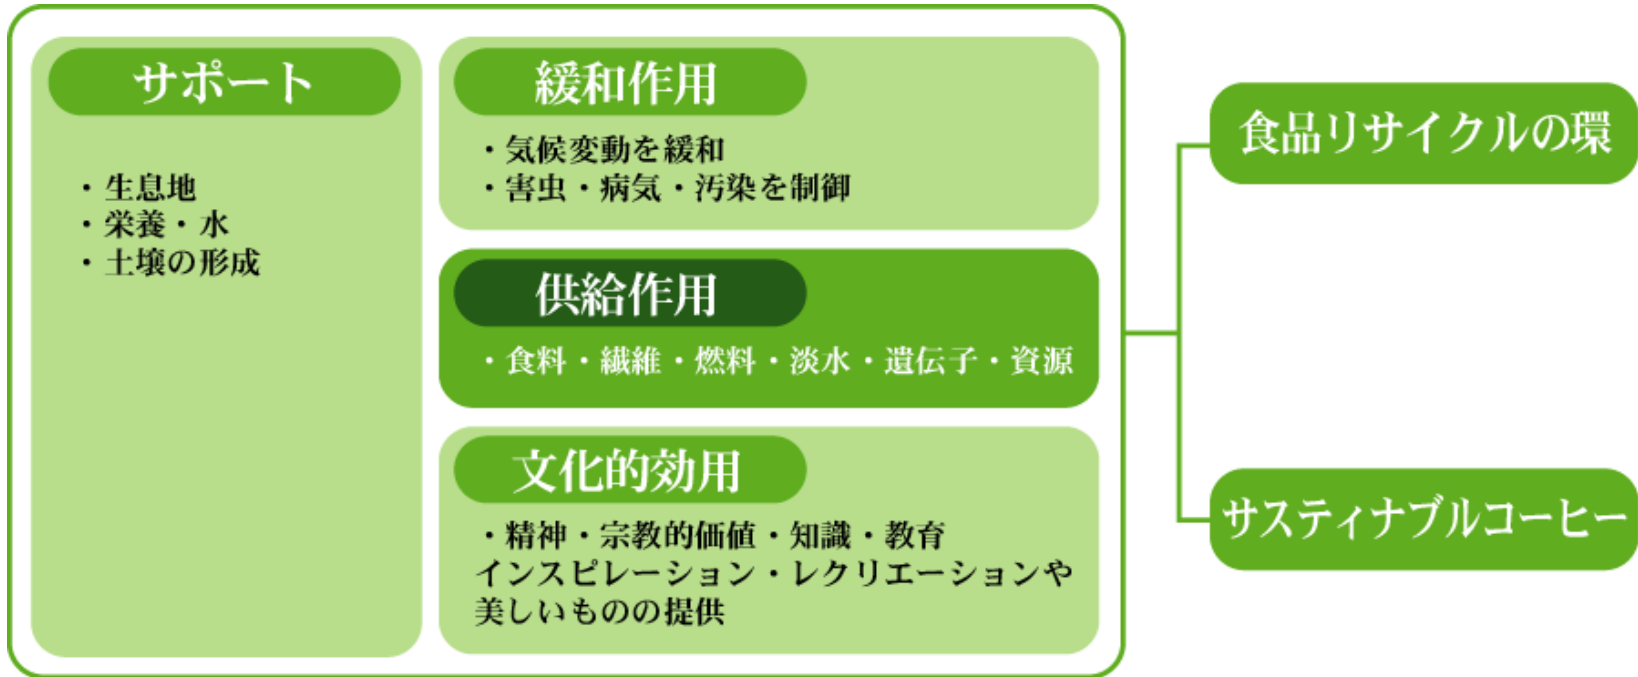 サポート
・生息地
・栄養・水
・土壌の形成
緩和作用
・気候変動を緩和
・害虫・病気・汚染を制御
供給作用
・食料・繊維・燃料・淡水・遺伝子・資源
文化的効用
・精神・宗教的価値・知識・教育
インスピレーション・レクリエーションや
美しいものの提供
食品リサイクルの環
サスティナブルコーヒー